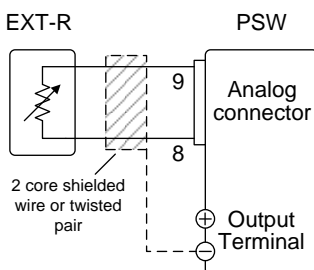 EXT-R
PSW
9
Analog
connector
8
2 core shielded
wire or twisted
pair
+
Output
Terminal
−